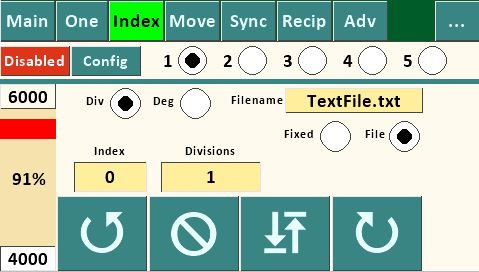 Main One Index Move Sync Recip Adv ...
Disabled Config 1 2 3 4 5
6000 Div Deg Filename TextFile.txt
Fixed File
Index Divisions
91% 0 1
4000